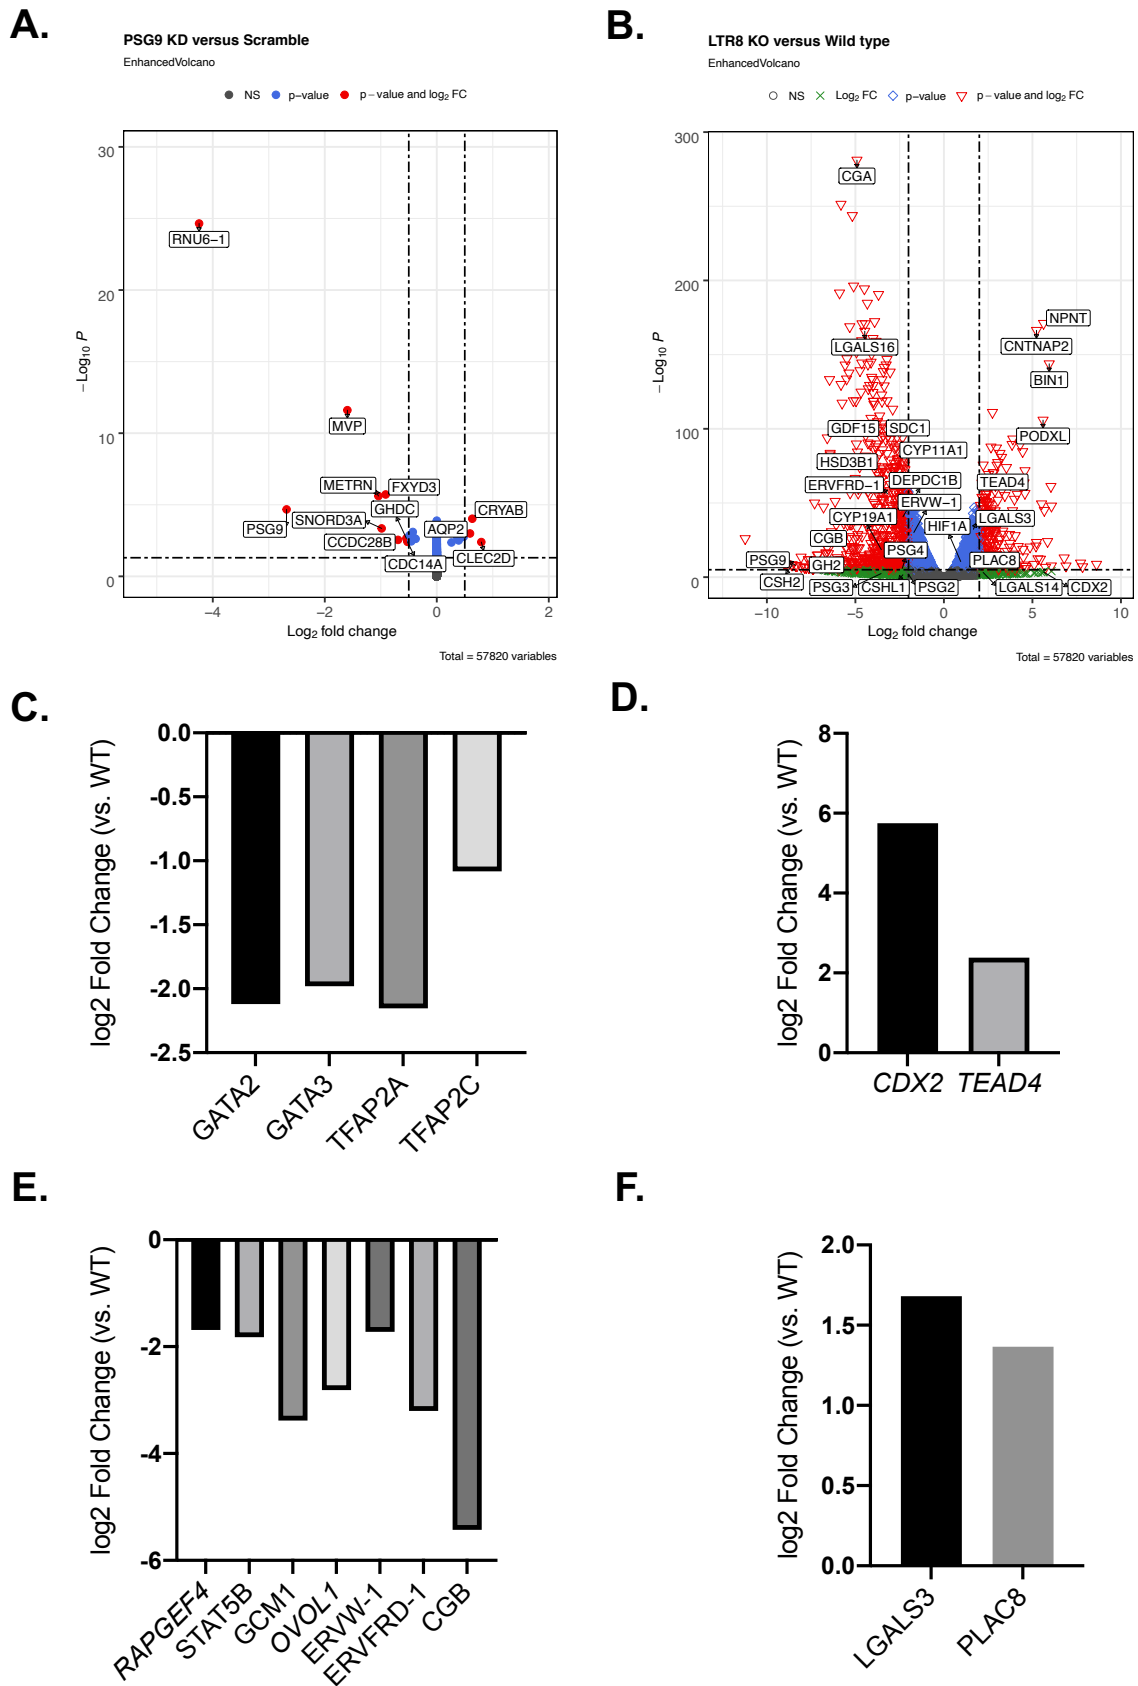 A.
PSG9 KD versus Scramble
EnhancedVolcano
NS p−value p−value and log2 FC
30
20
10
0
−Log10 P
RNU6−1
MVP
METRN
FXYD3
GHDC
SNORD3A
PSG9
CCDC28B
AQP2
CRYAB
CLEC2D
CDC14A
−4 −2 0 2
Log2 fold change
Total = 57820 variables
B.
LTR8 KO versus Wild type
EnhancedVolcano
NS Log2 FC p−value p−value and log2 FC
300
200
100
0
−Log10 P
CGA
NPNT
LGALS16
CNTNAP2
BIN1
GDF15
SDC1
PODXL
CYP11A1
HSD3B1
ERVFRD−1
DEPDC1B
TEAD4
ERVW−1
CYP19A1
HIF1A
LGALS3
CGB
PSG4
PSG9
GH2
PLAC8
CSH2
PSG3
CSHL1
PSG2
LGALS14
CDX2
−10 −5 0 5 10
Log2 fold change
Total = 57820 variables
C.
log2 Fold Change (vs. WT)
0.0
-0.5
-1.0
-1.5
-2.0
-2.5
GATA2
GATA3
TFAP2A
TFAP2C
D.
log2 Fold Change (vs. WT)
8
6
4
2
0
CDX2 TEAD4
E.
log2 Fold Change (vs. WT)
0
-2
-4
-6
RAPGEF4
STAT5B
GCM1
OVOL1
ERVW-1
ERVFRD-1
CGB
F.
log2 Fold Change (vs. WT)
2.0
1.5
1.0
0.5
0.0
LGALS3
PLAC8